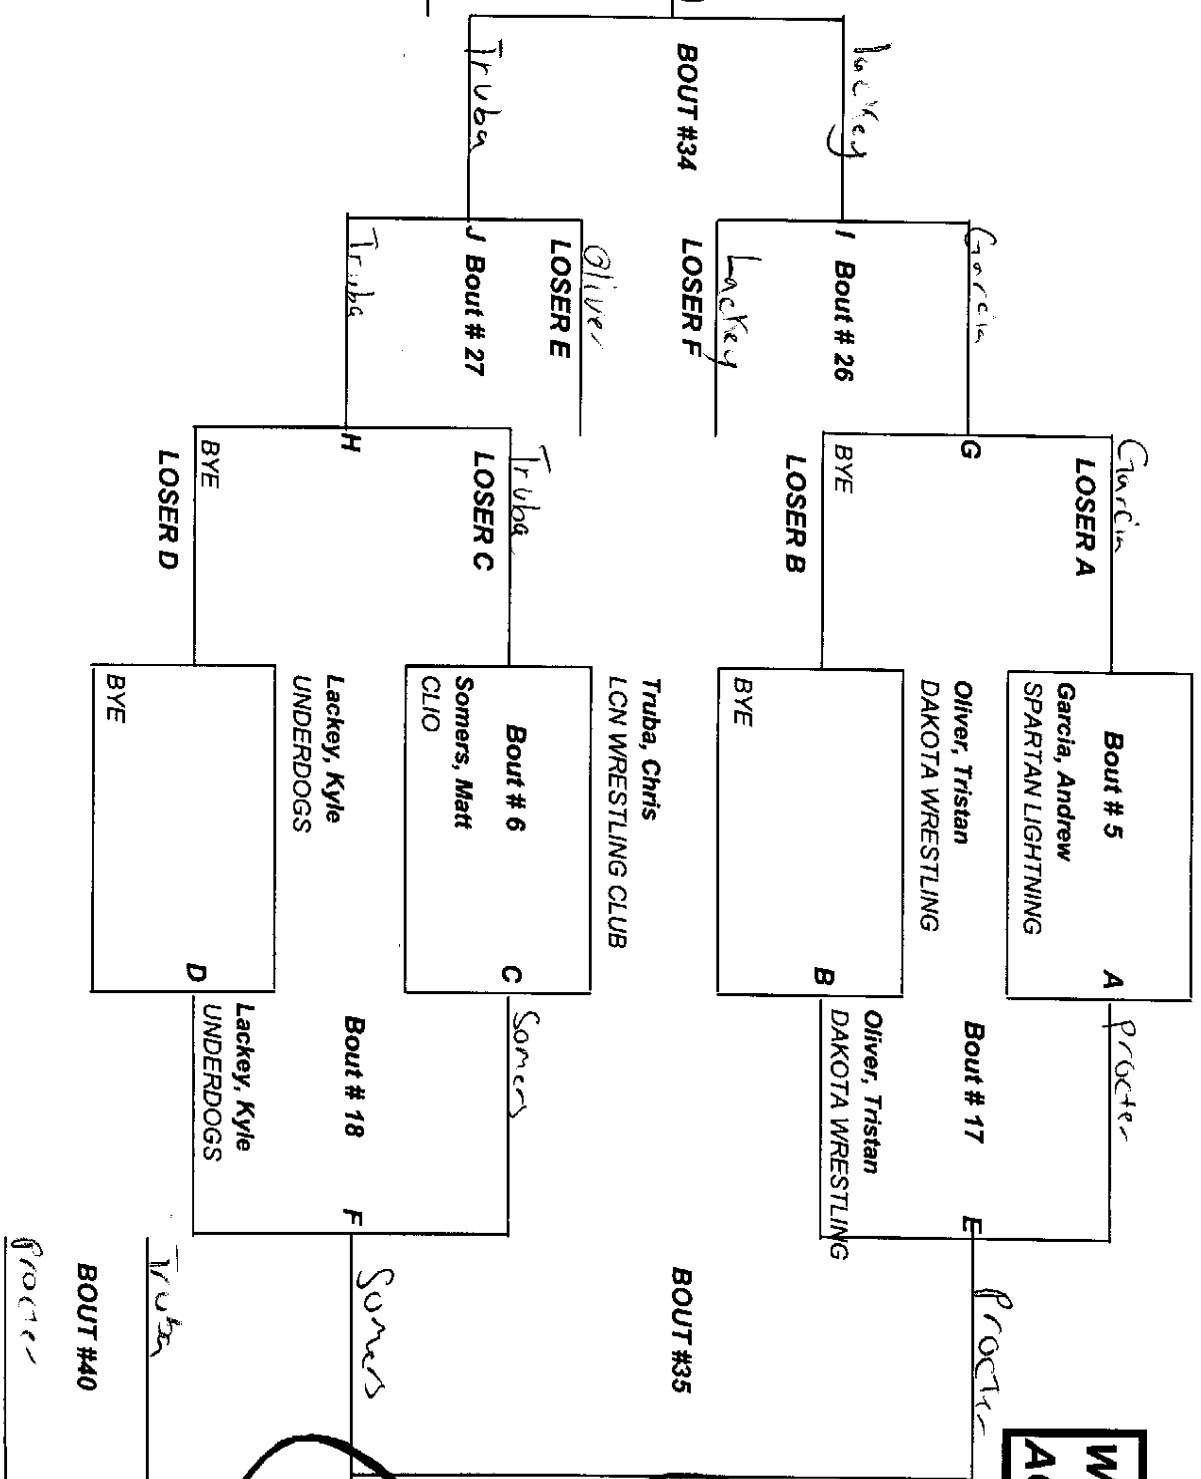 Lackey
BOUT #34
Truba
Garcia
I Bout # 26
Lackey
LOSER F
Oliver
LOSER E
J Bout # 27
Truba
Garcia
LOSER A
G
BYE
LOSER B
Truba
LOSER C
H
BYE
LOSER D
Bout # 5 A
Garcia, Andrew
SPARTAN LIGHTNING
Oliver, Tristan
DAKOTA WRESTLING
B
BYE
Truba, Chris
LCN WRESTLING CLUB
Bout # 6 C
Somers, Matt
CLIO
Lackey, Kyle
UNDERDOGS
D
BYE
Procter
Bout # 17 E
Oliver, Tristan
DAKOTA WRESTLING
Somers
Bout # 18 F
Lackey, Kyle
UNDERDOGS
Procter
BOUT #35
Somers
Truba
BOUT #40
Procter